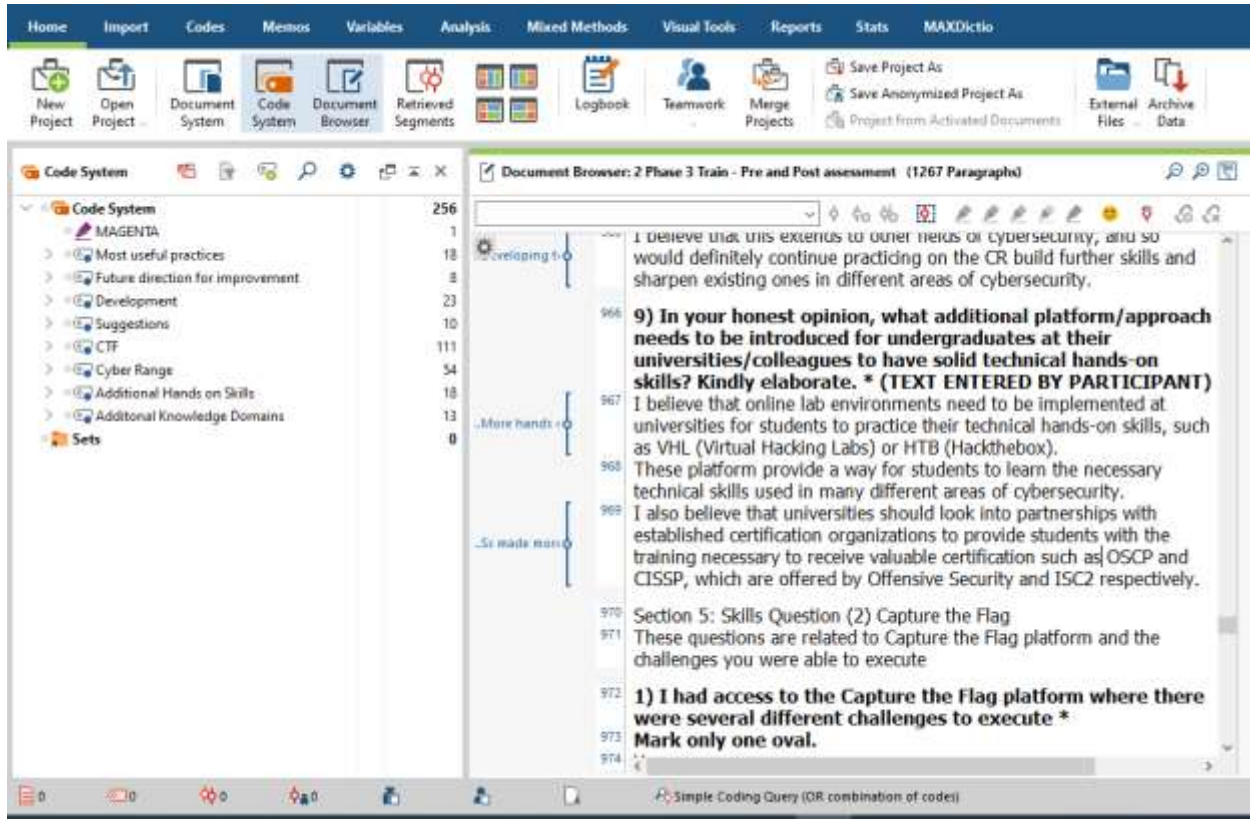 Home Import Codes Memos Variables Analysis Mixed Methods Visual Tools Reports Stats MAXDictio
New Project
Open Project
Document System
Code System
Document Browser
Retrieved Segments
Logbook
Teamwork
Merge Projects
Save Project As
Save Anonymized Project As
Project from Activated Documents
External Files
Archive Data
Code System
Code System 256
MAGENTA 1
Most useful practices 18
Future direction for improvement 8
Development 23
Suggestions 10
CTF 111
Cyber Range 54
Additional Hands on Skills 18
Additonal Knowledge Domains 13
Sets 0
Document Browser: 2 Phase 3 Train - Pre and Post assessment (1267 Paragraphs)
I believe that this extends to other fields of cybersecurity, and so
would definitely continue practicing on the CR build further skills and
sharpen existing ones in different areas of cybersecurity.
966 9) In your honest opinion, what additional platform/approach
needs to be introduced for undergraduates at their
universities/colleagues to have solid technical hands-on
skills? Kindly elaborate. * (TEXT ENTERED BY PARTICIPANT)
967 I believe that online lab environments need to be implemented at
..More hands
universities for students to practice their technical hands-on skills, such
as VHL (Virtual Hacking Labs) or HTB (Hackthebox).
968 These platform provide a way for students to learn the necessary
technical skills used in many different areas of cybersecurity.
969 I also believe that universities should look into partnerships with
established certification organizations to provide students with the
training necessary to receive valuable certification such as OSCP and
CISSP, which are offered by Offensive Security and ISC2 respectively.
970 Section 5: Skills Question (2) Capture the Flag
971 These questions are related to Capture the Flag platform and the
challenges you were able to execute
972 1) I had access to the Capture the Flag platform where there
were several different challenges to execute *
973 Mark only one oval.
974
0 0 0 0 Simple Coding Query (OR combination of codes)